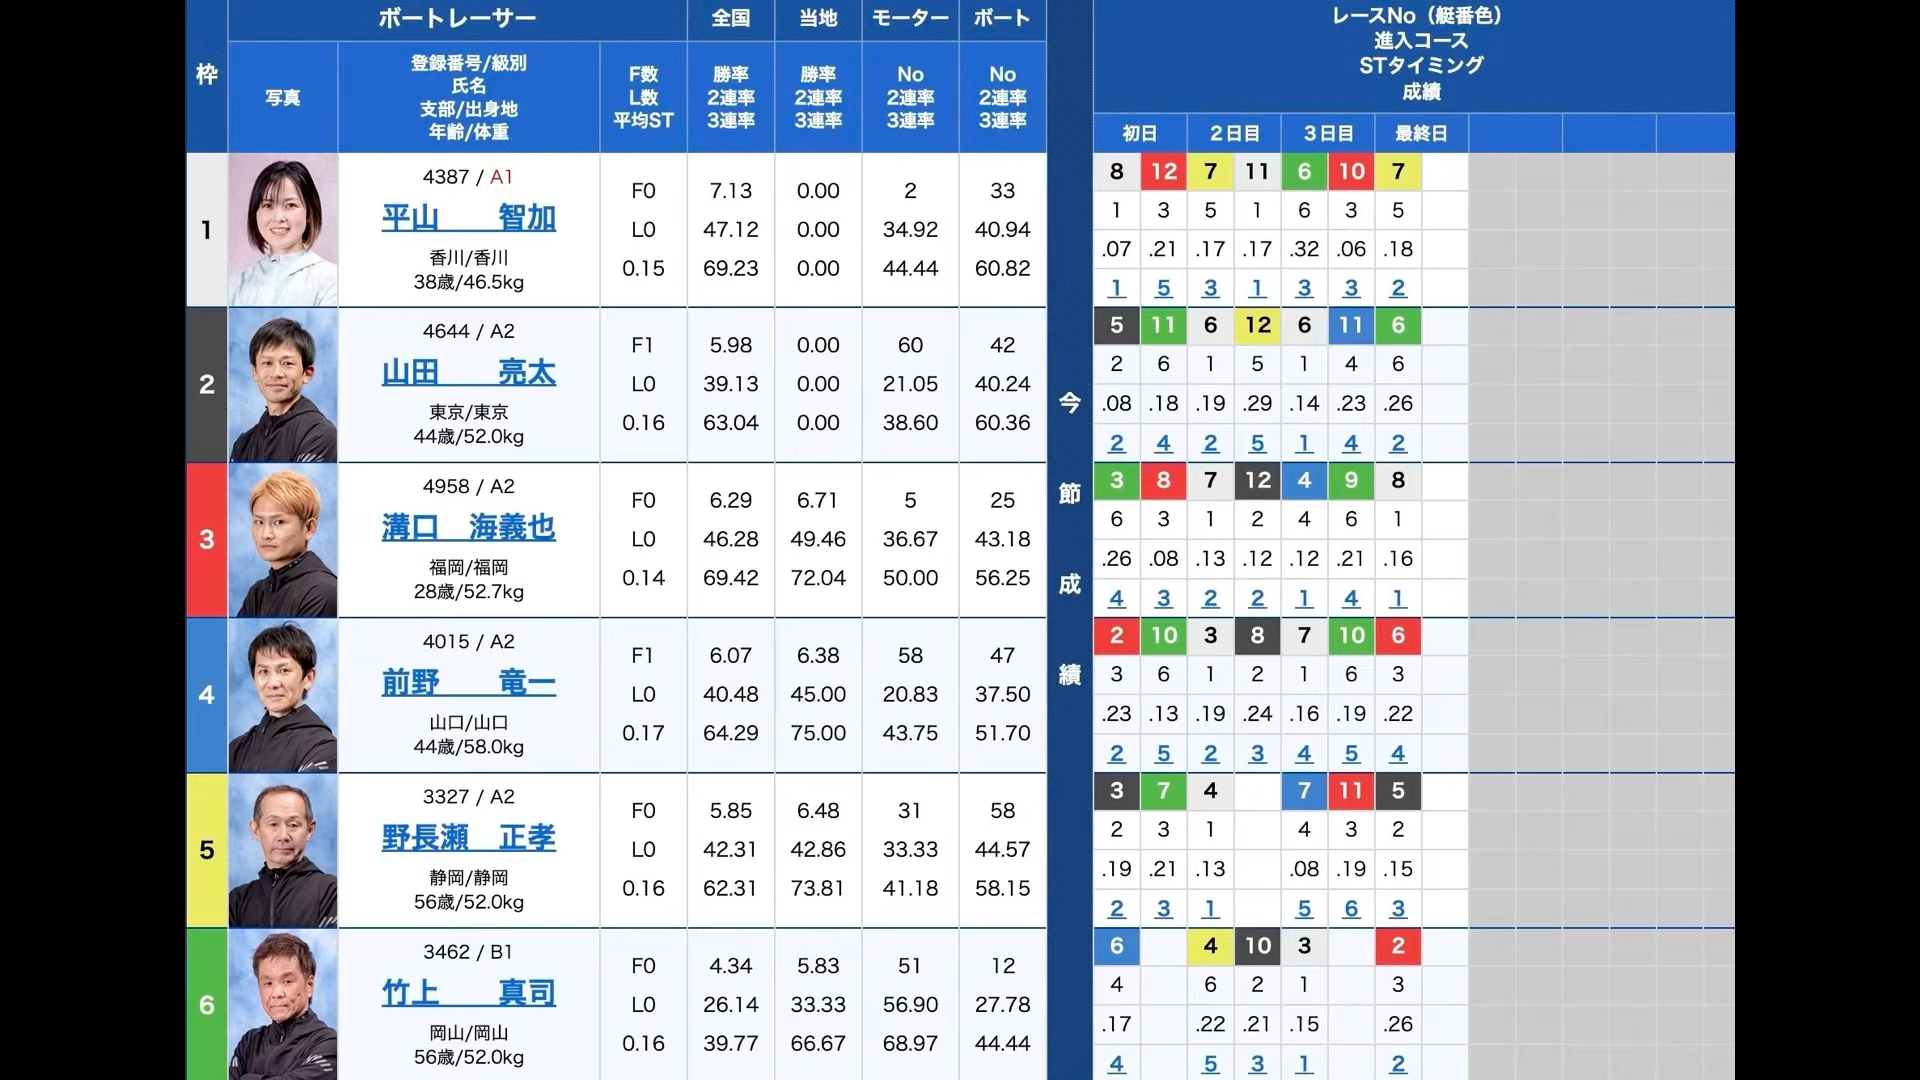 枠 ボートレーサー 全国 当地 モーター ボート
写真 登録番号/級別 氏名 支部/出身地 年齢/体重 F数 L数 平均ST 勝率 2連率 3連率 勝率 2連率 3連率 No 2連率 3連率 No 2連率 3連率
レースNo（艇番色）
進入コース
STタイミング
成績
初日 2日目 3日目 最終日
今節成績
1
4387 / A1
平山 智加
香川/香川
38歳/46.5kg
F0 7.13 0.00 2 33
L0 47.12 0.00 34.92 40.94
0.15 69.23 0.00 44.44 60.82
8 12 7 11 6 10 7
1 3 5 1 6 3 5
.07 .21 .17 .17 .32 .06 .18
1 5 3 1 3 3 2
2
4644 / A2
山田 亮太
東京/東京
44歳/52.0kg
F1 5.98 0.00 60 42
L0 39.13 0.00 21.05 40.24
0.16 63.04 0.00 38.60 60.36
5 11 6 12 6 11 6
2 6 1 5 1 4 6
.08 .18 .19 .29 .14 .23 .26
2 4 2 5 1 4 2
3
4958 / A2
溝口 海義也
福岡/福岡
28歳/52.7kg
F0 6.29 6.71 5 25
L0 46.28 49.46 36.67 43.18
0.14 69.42 72.04 50.00 56.25
3 8 7 12 4 9 8
6 3 1 2 4 6 1
.26 .08 .13 .12 .12 .21 .16
4 3 2 2 1 4 1
4
4015 / A2
前野 竜一
山口/山口
44歳/58.0kg
F1 6.07 6.38 58 47
L0 40.48 45.00 20.83 37.50
0.17 64.29 75.00 43.75 51.70
2 10 3 8 7 10 6
3 6 1 2 1 6 3
.23 .13 .19 .24 .16 .19 .22
2 5 2 3 4 5 4
5
3327 / A2
野長瀬 正孝
静岡/静岡
56歳/52.0kg
F0 5.85 6.48 31 58
L0 42.31 42.86 33.33 44.57
0.16 62.31 73.81 41.18 58.15
3 7 4 7 11 5
2 3 1 4 3 2
.19 .21 .13 .08 .19 .15
2 3 1 5 6 3
6
3462 / B1
竹上 真司
岡山/岡山
56歳/52.0kg
F0 4.34 5.83 51 12
L0 26.14 33.33 56.90 27.78
0.16 39.77 66.67 68.97 44.44
6 4 10 3 2
4 6 2 1 3
.17 .22 .21 .15 .26
4 5 3 1 2